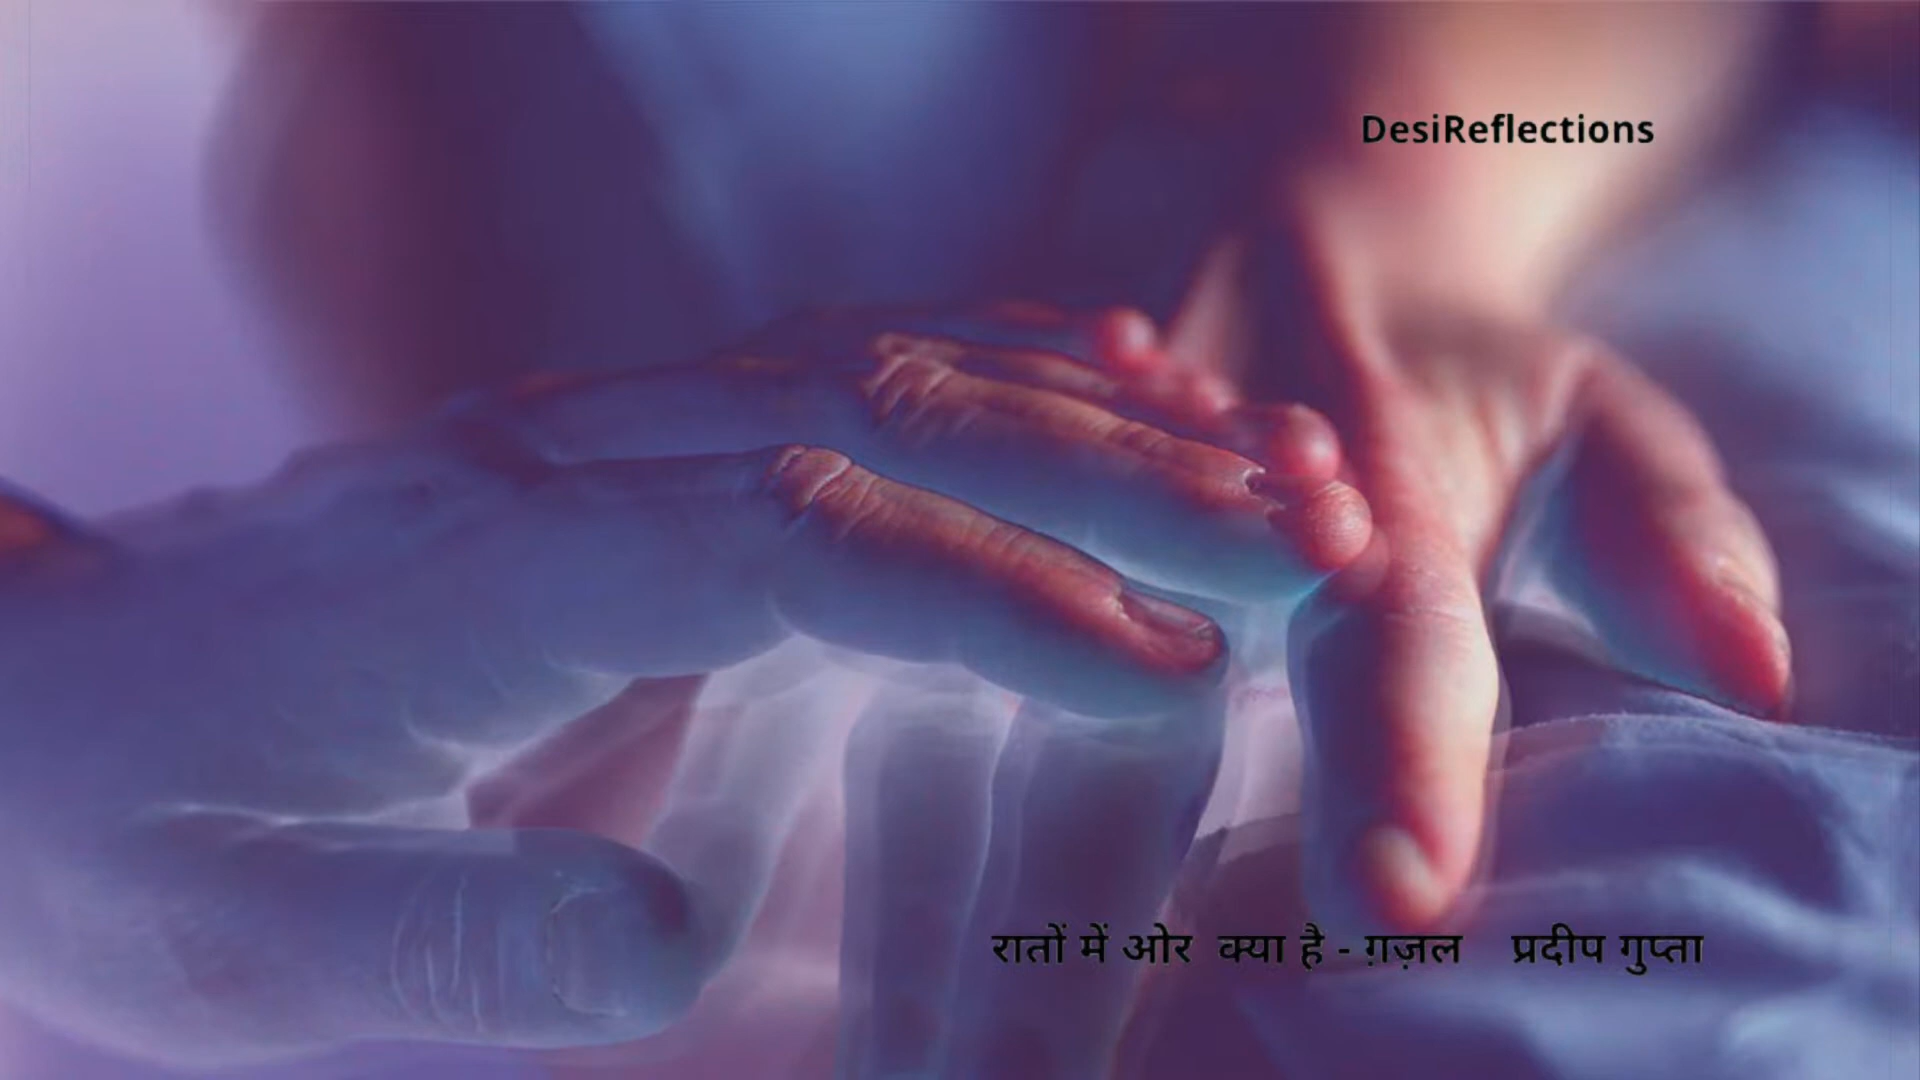 DesiReflections
रातों में ओर क्या है - ग़ज़ल प्रदीप गुप्ता